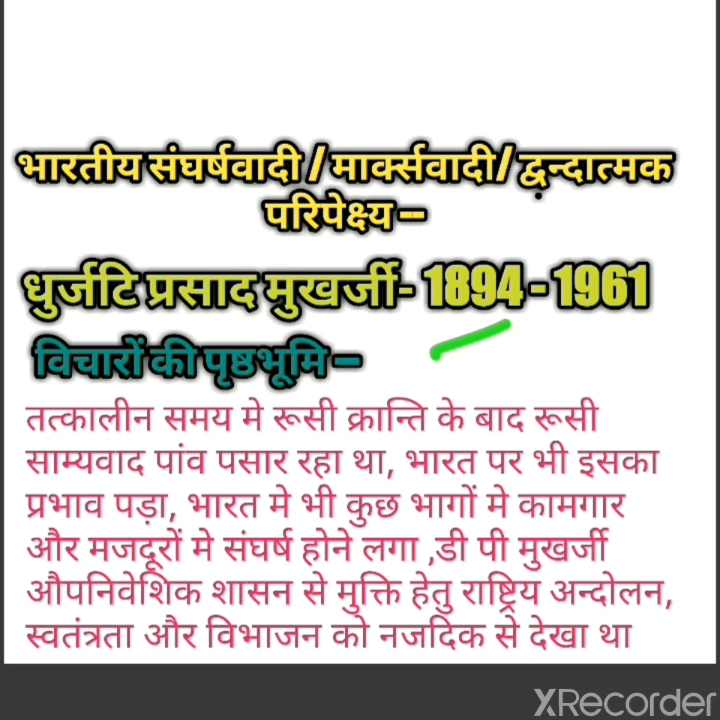 भारतीय संघर्षवादी / मार्क्सवादी/ द्वन्दात्मक
परिपेक्ष्य --
धुर्जटि प्रसाद मुखर्जी- 1894 - 1961
विचारों की पृष्ठभूमि --
तत्कालीन समय मे रूसी क्रान्ति के बाद रूसी
साम्यवाद पांव पसार रहा था, भारत पर भी इसका
प्रभाव पड़ा, भारत मे भी कुछ भागों मे कामगार
और मजदूरों मे संघर्ष होने लगा ,डी पी मुखर्जी
औपनिवेशिक शासन से मुक्ति हेतु राष्ट्रिय अन्दोलन,
स्वतंत्रता और विभाजन को नजदिक से देखा था
XRecorder